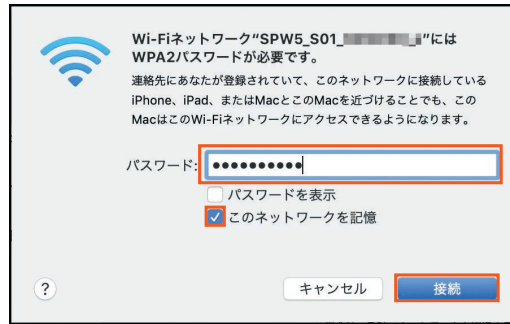 Wi-Fiネットワーク"SPW5_S01_ _i"には
WPA2パスワードが必要です。
連絡先にあなたが登録されていて、このネットワークに接続している
iPhone、iPad、またはMacとこのMacを近づけることでも、この
MacはこのWi-Fiネットワークにアクセスできるようになります。
パスワード: ●●●●●●●●●●
パスワードを表示
このネットワークを記憶
? キャンセル 接続